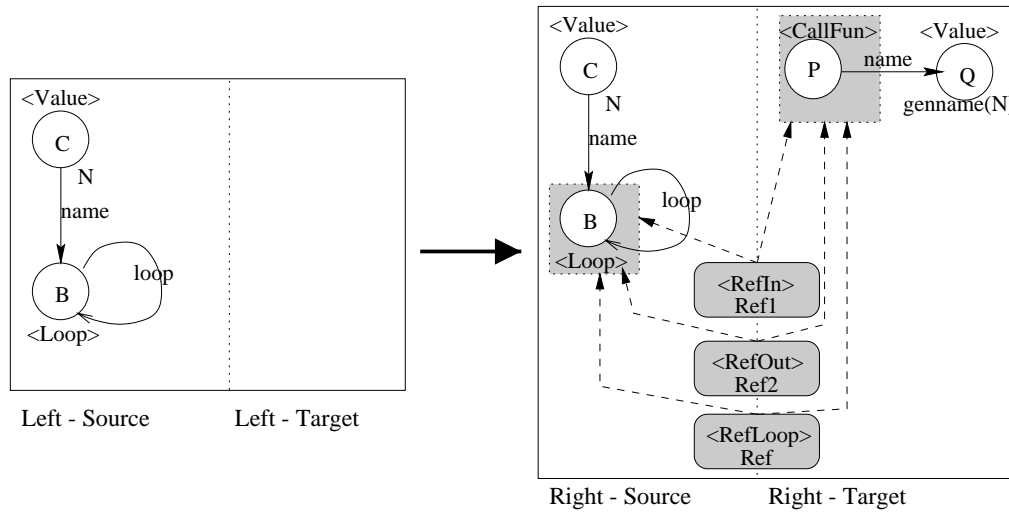 <Value>
C
N
name
B
loop
<Loop>
Left - Source
Left - Target
<Value>
C
N
name
B
loop
<Loop>
<CallFun>
P
name
<Value>
Q
genname(N)
<RefIn>
Ref1
<RefOut>
Ref2
<RefLoop>
Ref
Right - Source
Right - Target